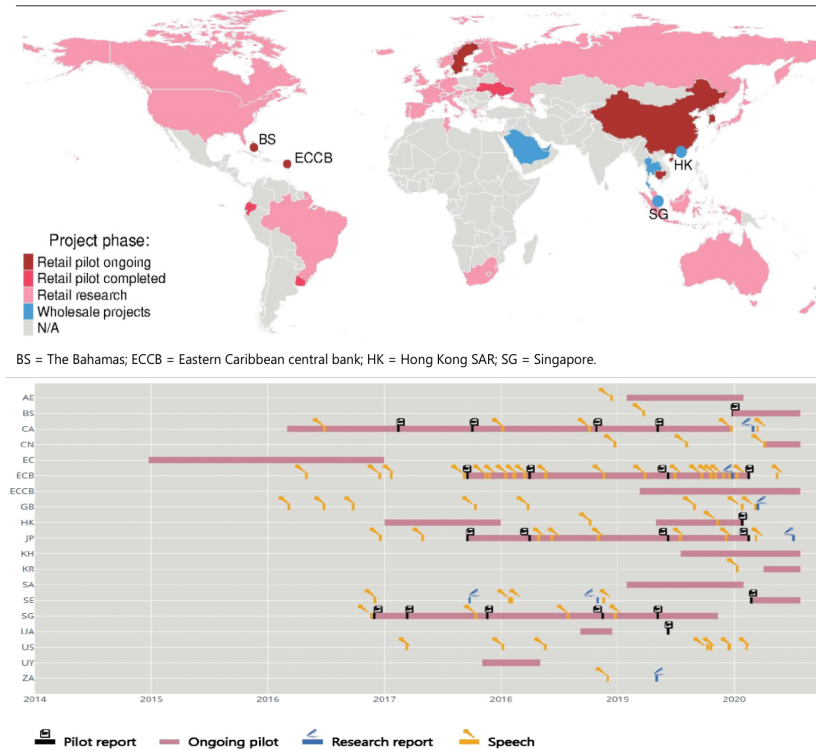 BS
ECCB
HK
SG
Project phase:
Retail pilot ongoing
Retail pilot completed
Retail research
Wholesale projects
N/A
BS = The Bahamas; ECCB = Eastern Caribbean central bank; HK = Hong Kong SAR; SG = Singapore.
AE
BS
CA
CN
EC
ECB
ECCB
GB
HK
JP
KH
KR
SA
SE
SG
UA
US
UY
ZA
2014 2015 2016 2017 2018 2019 2020
Pilot report Ongoing pilot Research report Speech